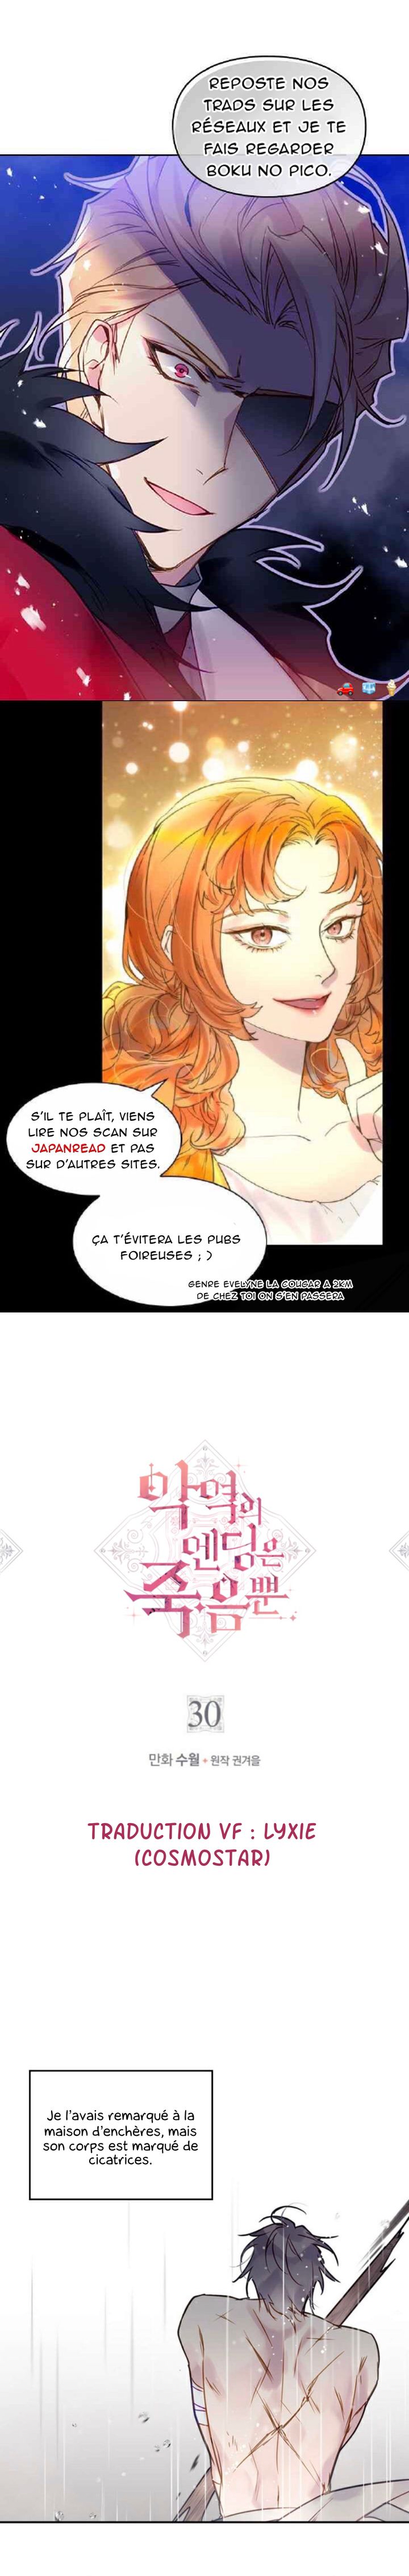 REPOSTE NOS
TRADS SUR LES
RÉSEAUX ET JE TE
FAIS REGARDER
BOKU NO PICO.
S'IL TE PLAÎT, VIENS
LIRE NOS SCAN SUR
JAPANREAD ET PAS
SUR D'AUTRES SITES.
ÇA T'ÉVITERA LES PUBS
FOIREUSES ; )
GENRE EVELYNE LA COUGAR A 2KM
DE CHEZ TOI ON S'EN PASSERA
악역의
엔딩은
죽음뿐
30
만화 수월 • 원작 권겨을
TRADUCTION VF : LYXIE
(COSMOSTAR)
Je l'avais remarqué à la
maison d'enchères, mais
son corps est marqué de
cicatrices.